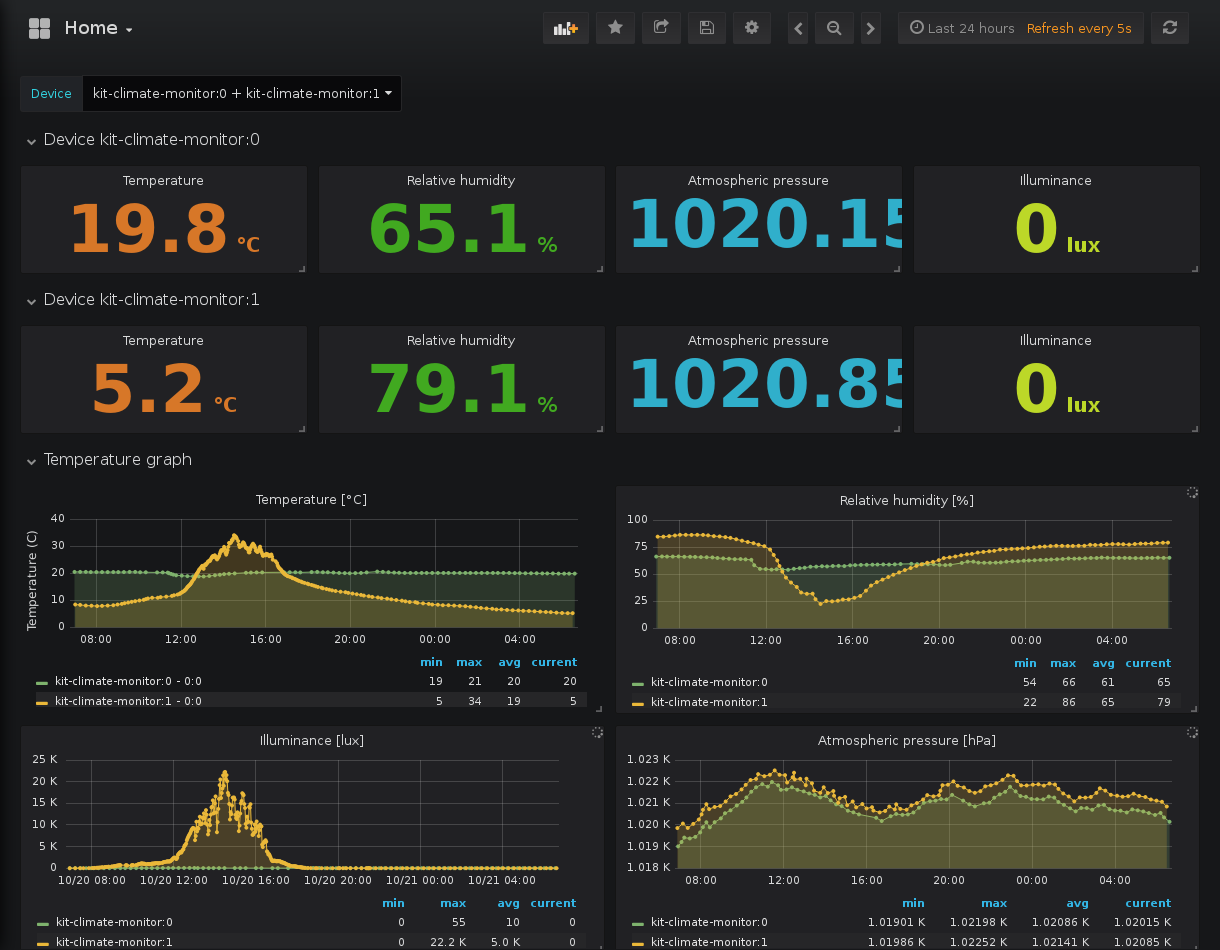 Home
Last 24 hours Refresh every 5s
Device kit-climate-monitor:0 + kit-climate-monitor:1
Device kit-climate-monitor:0
Temperature Relative humidity Atmospheric pressure Illuminance
19.8 °C 65.1 % 1020.15 0 lux
Device kit-climate-monitor:1
Temperature Relative humidity Atmospheric pressure Illuminance
5.2 °C 79.1 % 1020.85 0 lux
Temperature graph
Temperature [°C]
Temperature (C)
40
30
20
10
0
08:00 12:00 16:00 20:00 00:00 04:00
min max avg current
kit-climate-monitor:0 - 0:0 19 21 20 20
kit-climate-monitor:1 - 0:0 5 34 19 5
Relative humidity [%]
100
75
50
25
0
08:00 12:00 16:00 20:00 00:00 04:00
min max avg current
kit-climate-monitor:0 54 66 61 65
kit-climate-monitor:1 22 86 65 79
Illuminance [lux]
25 K
20 K
15 K
10 K
5 K
0
10/20 08:00 10/20 12:00 10/20 16:00 10/20 20:00 10/21 00:00 10/21 04:00
min max avg current
kit-climate-monitor:0 0 55 10 0
kit-climate-monitor:1 0 22.2 K 5.0 K 0
Atmospheric pressure [hPa]
1.023 K
1.022 K
1.021 K
1.020 K
1.019 K
1.018 K
08:00 12:00 16:00 20:00 00:00 04:00
min max avg current
kit-climate-monitor:0 1.01901 K 1.02198 K 1.02086 K 1.02015 K
kit-climate-monitor:1 1.01986 K 1.02252 K 1.02141 K 1.02085 K